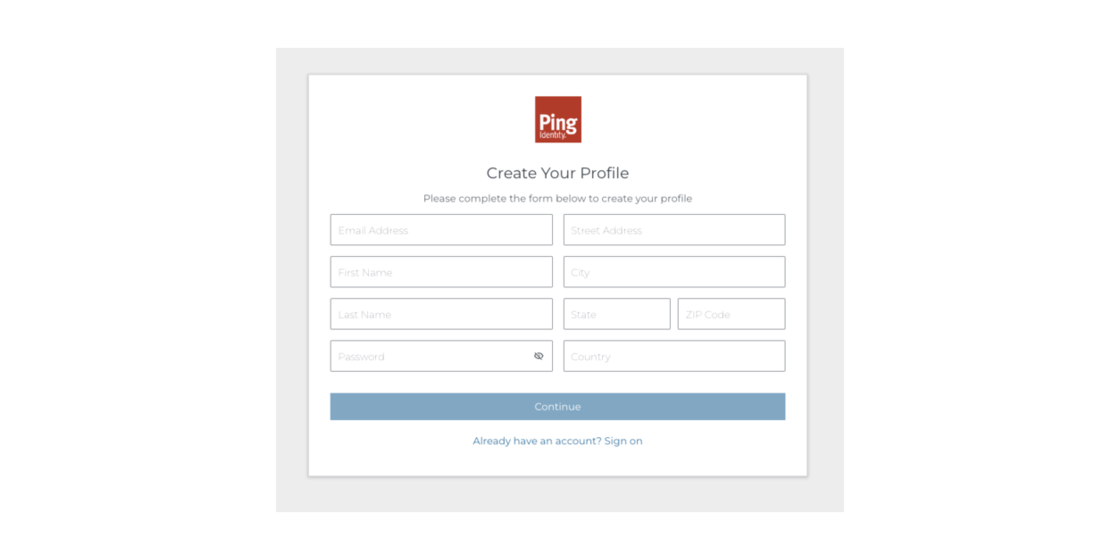 Ping
Identity.
Create Your Profile
Please complete the form below to create your profile
Email Address
Street Address
First Name
City
Last Name
State
ZIP Code
Password
Country
Continue
Already have an account? Sign on